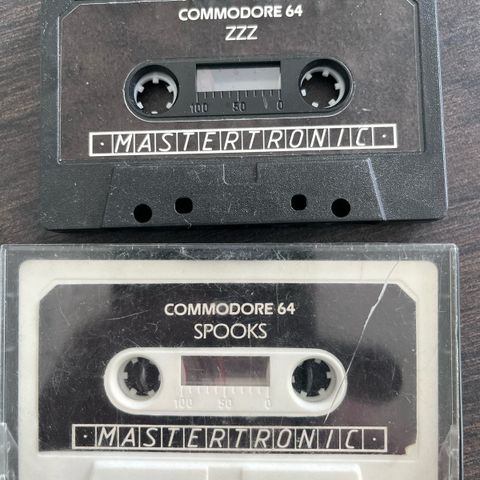 COMMODORE 64
ZZZ
100 50 0
· MASTERTRONIC ·
COMMODORE 64
SPOOKS
100 50 0
· MASTERTRONIC ·